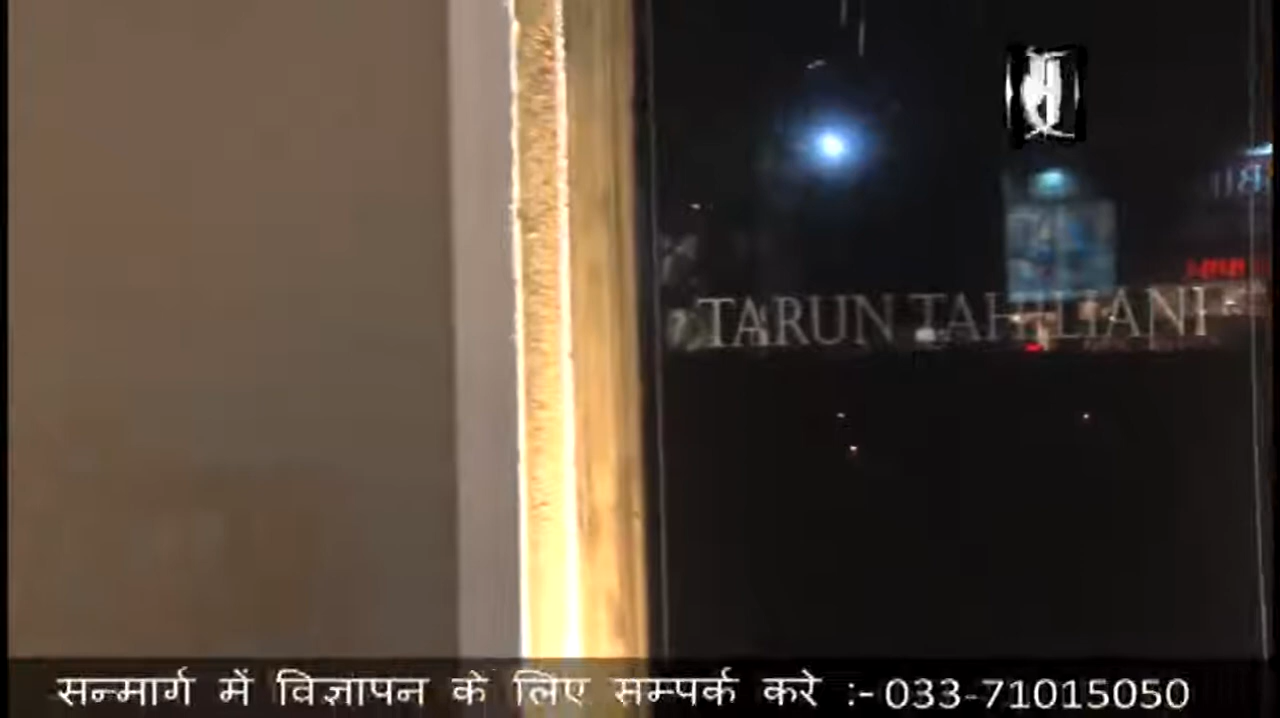 TARUN TAHILIANI
सन्मार्ग में विज्ञापन के लिए सम्पर्क करे :- 033-71015050